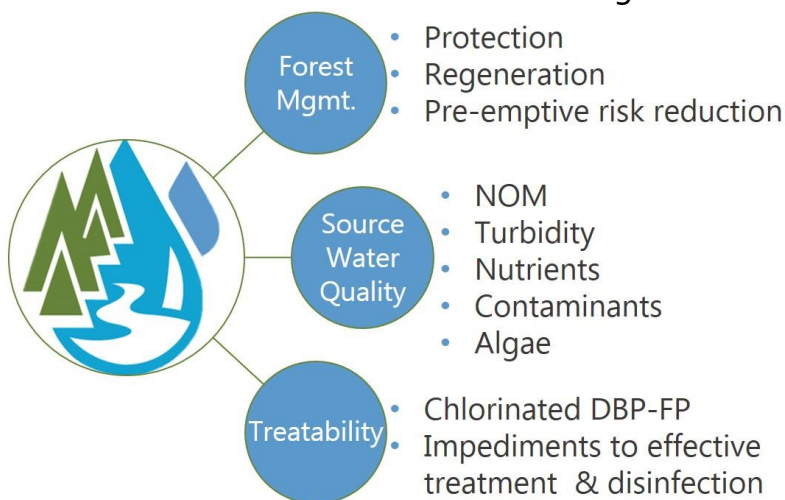 Forest
Mgmt.
• Protection
• Regeneration
• Pre-emptive risk reduction
Source
Water
Quality
• NOM
• Turbidity
• Nutrients
• Contaminants
• Algae
Treatability
• Chlorinated DBP-FP
• Impediments to effective
treatment & disinfection